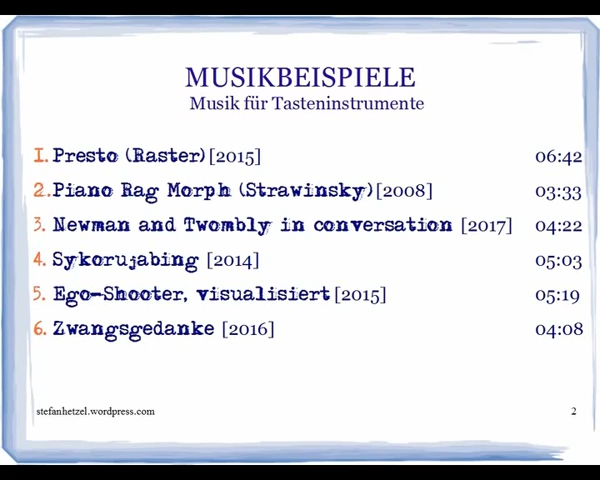 MUSIKBEISPIELE
Musik für Tasteninstrumente
1. Presto (Raster) [2015] 06:42
2. Piano Rag Morph (Strawinsky) [2008] 03:33
3. Newman and Twombly in conversation [2017] 04:22
4. Sykorujabing [2014] 05:03
5. Ego-Shooter, visualisiert [2015] 05:19
6. Zwangsgedanke [2016] 04:08
stefanhetzel.wordpress.com 2